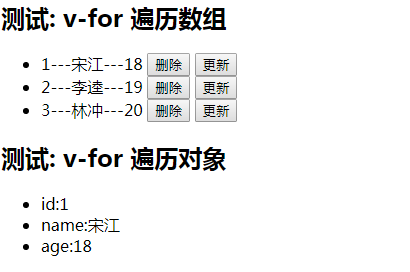 测试: v-for 遍历数组
1---宋江---18 删除 更新
2---李逵---19 删除 更新
3---林冲---20 删除 更新
测试: v-for 遍历对象
id:1
name:宋江
age:18